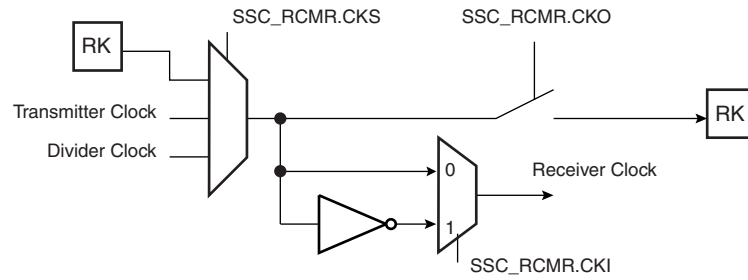 SSC_RCMR.CKS
SSC_RCMR.CKO
RK
Transmitter Clock
RK
Divider Clock
0
Receiver Clock
1
SSC_RCMR.CKI